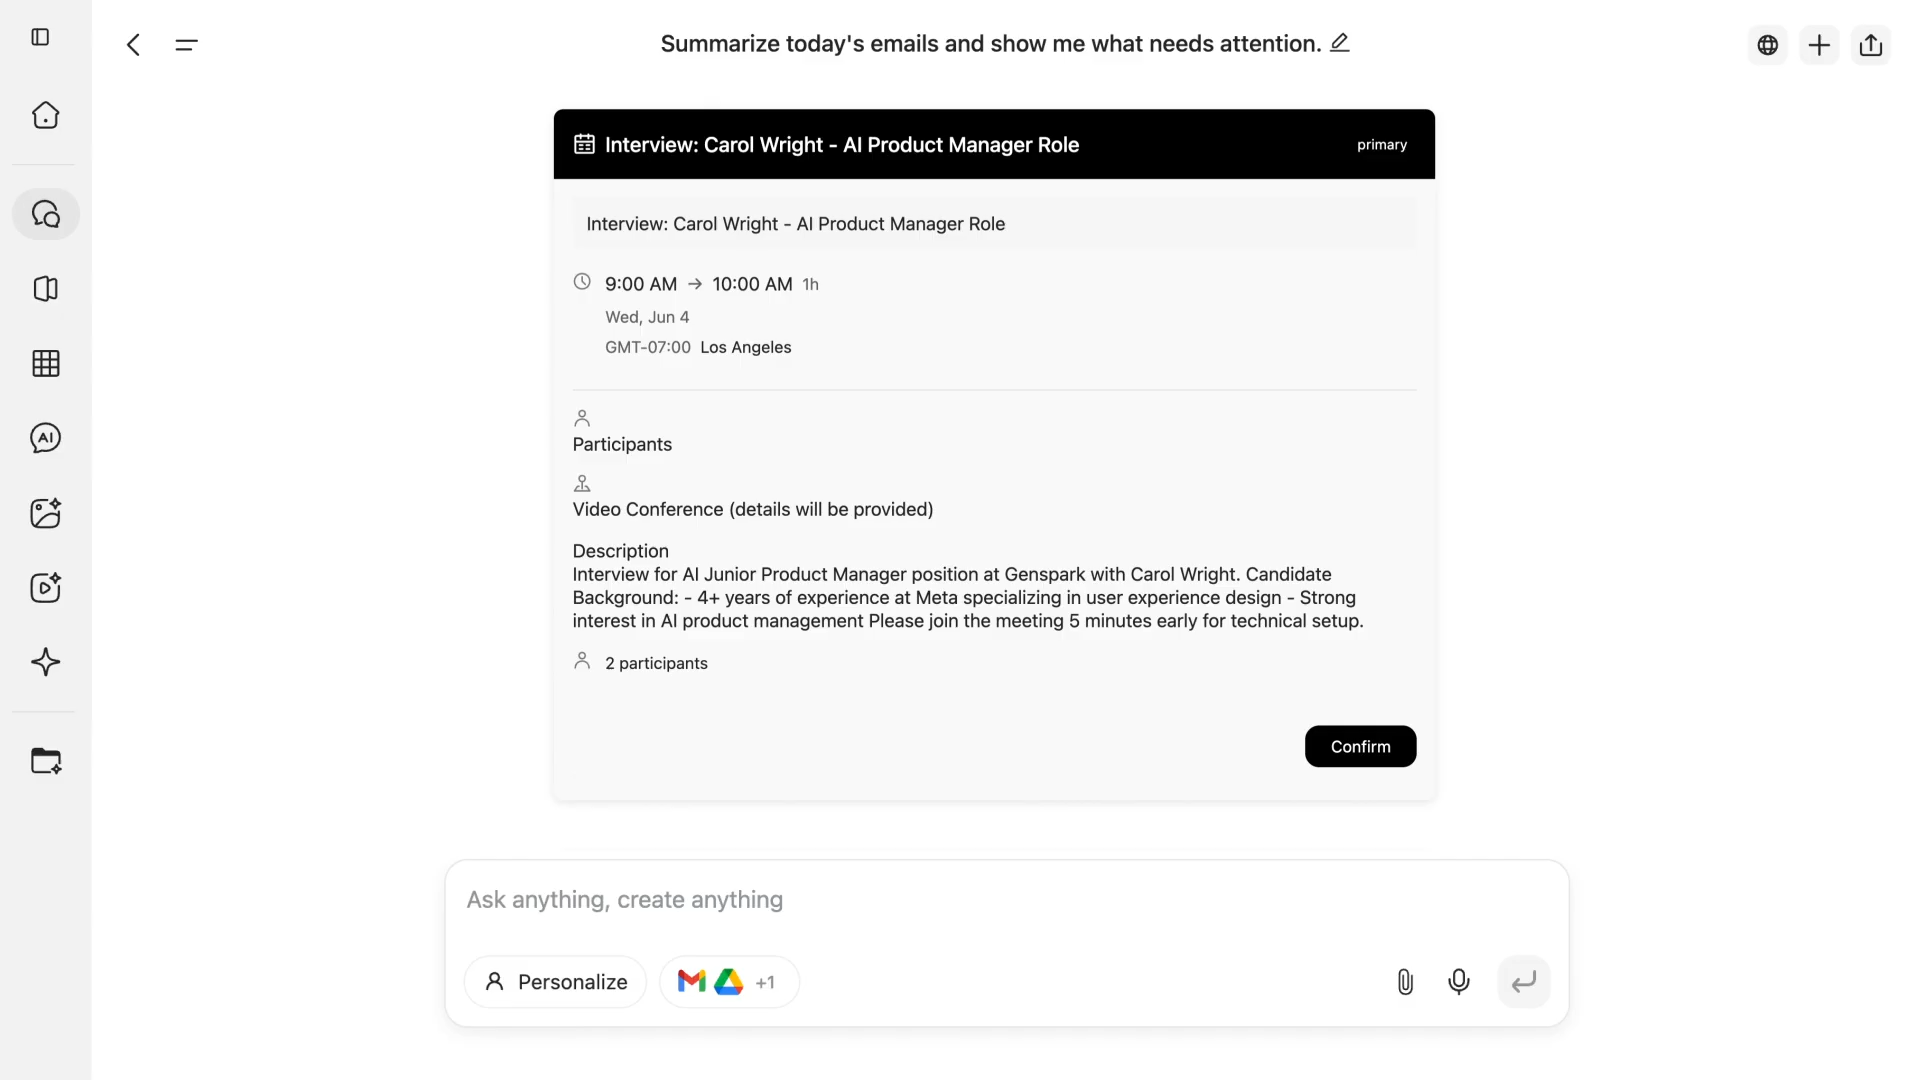 Summarize today's emails and show me what needs attention.
Interview: Carol Wright - AI Product Manager Role
primary
Interview: Carol Wright - AI Product Manager Role
9:00 AM → 10:00 AM 1h
Wed, Jun 4
GMT-07:00 Los Angeles
Participants
Video Conference (details will be provided)
Description
Interview for AI Junior Product Manager position at Genspark with Carol Wright. Candidate
Background: - 4+ years of experience at Meta specializing in user experience design - Strong
interest in AI product management Please join the meeting 5 minutes early for technical setup.
2 participants
Confirm
AI
Ask anything, create anything
Personalize
+1